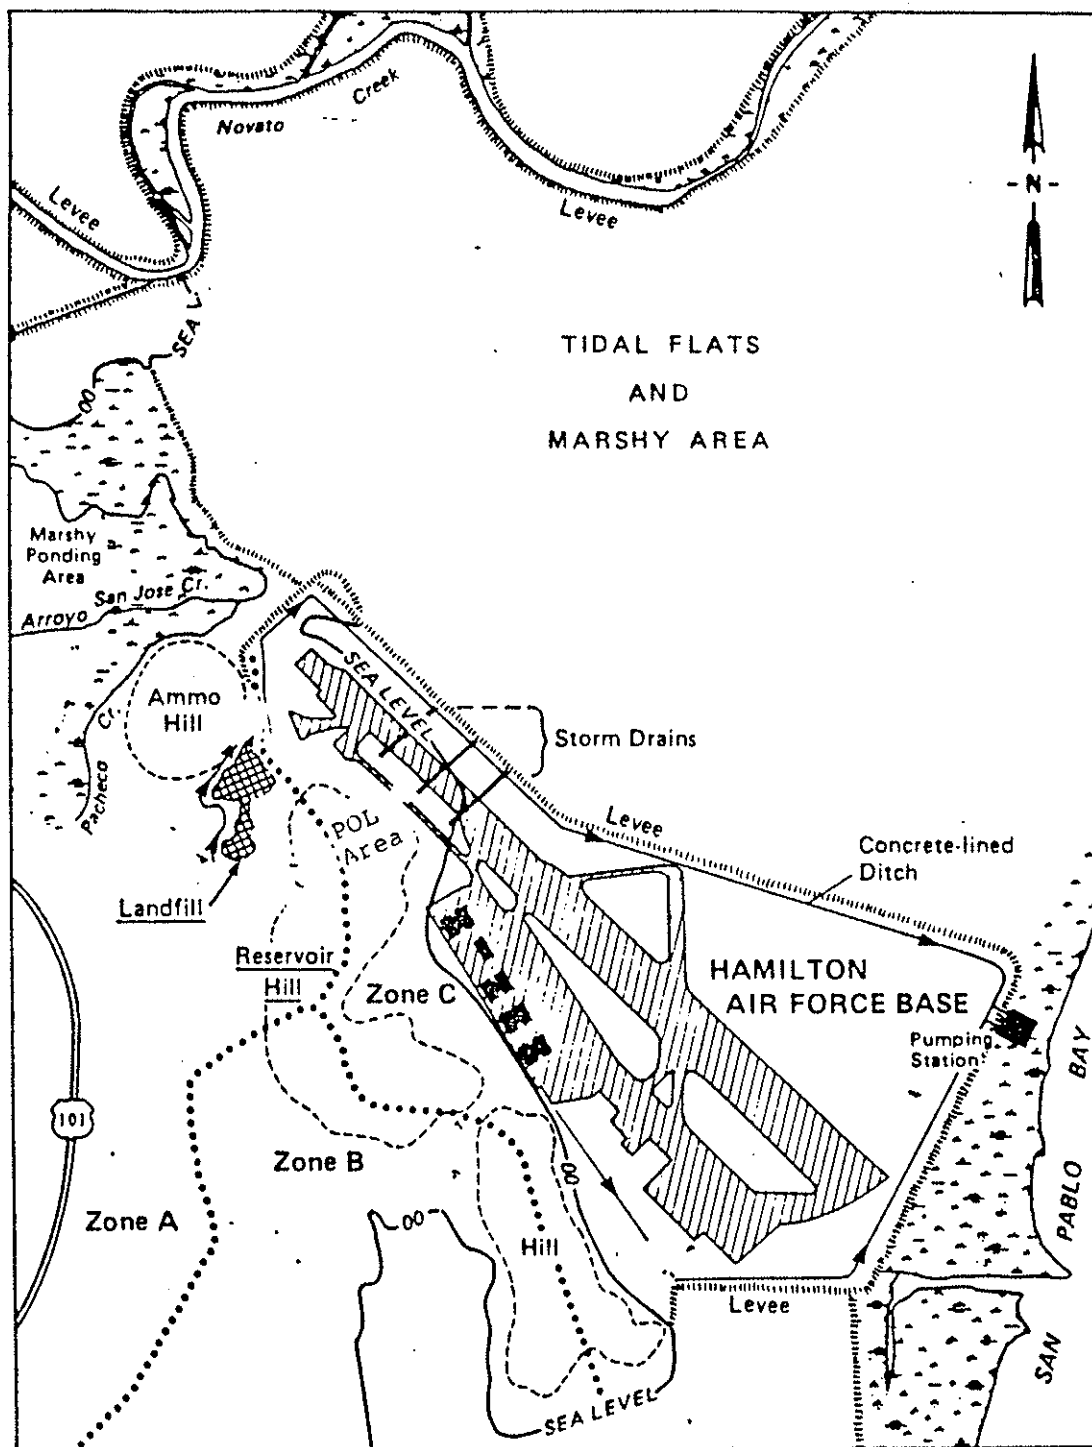 Novato
Creek
Levee
Levee
- N -
SEA L
TIDAL FLATS
AND
MARSHY AREA
00
Marshy
Ponding
Area
Arroyo San Jose Cr.
Ammo
Hill
Pacheco Cr.
SEA LEVEL
Storm Drains
POL
Area
Levee
Concrete-lined
Ditch
Landfill
Reservoir
Hill
Zone C
HAMILTON
AIR FORCE BASE
Pumping
Station
101
Zone B
Zone A
00
00
Hill
Levee
SEA LEVEL
SAN PABLO BAY